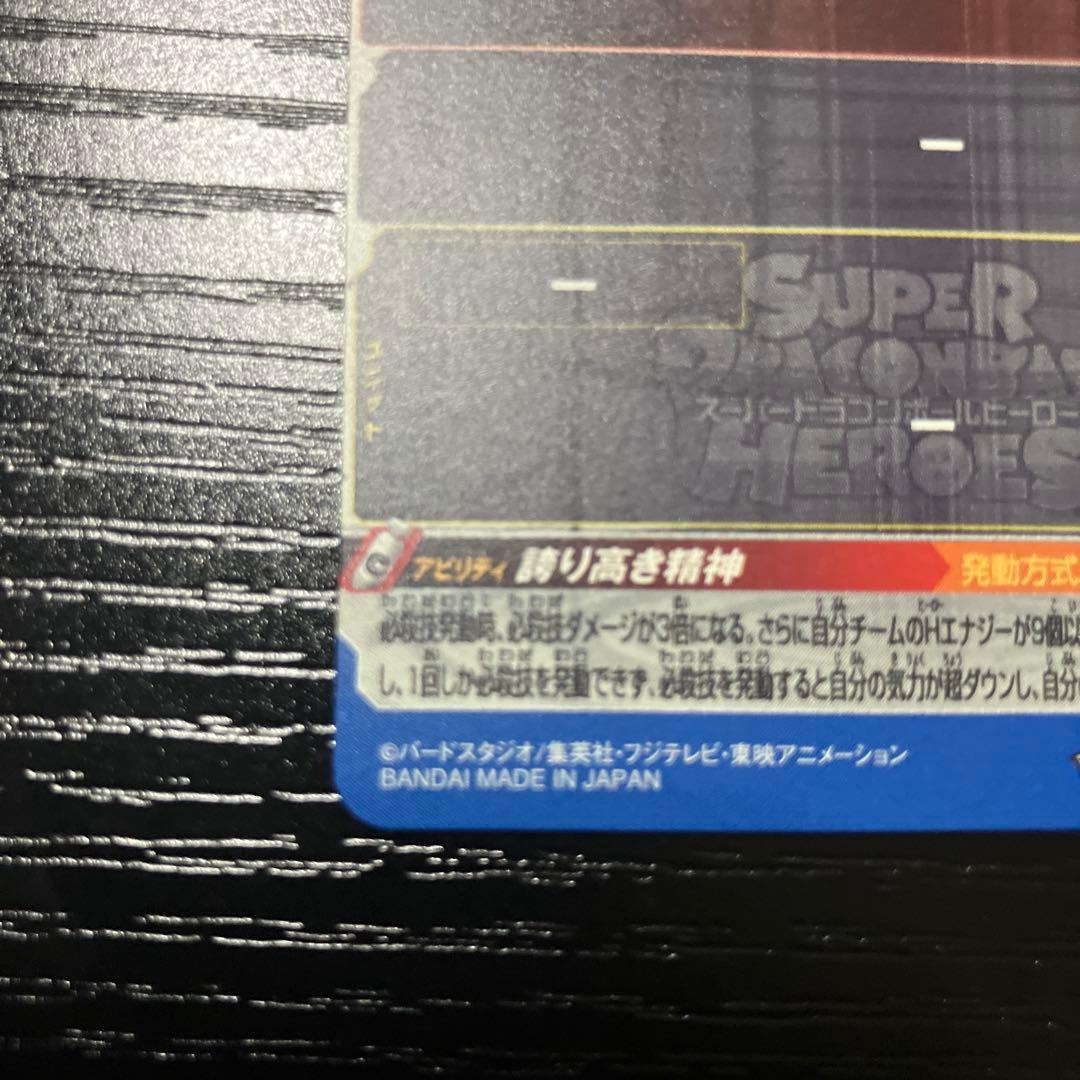 SUPER
DRAGON BA
スーパードラゴンボールヒーロー
HEROES
ユニット
アビリティ 誇り高き精神 発動方式
必殺技発動時、必殺技ダメージが3倍になる。さらに自分チームのHエナジーが9個以
し、1回しか必殺技を発動できず、必殺技を発動すると自分の気力が超ダウンし、自分
©バードスタジオ/集英社・フジテレビ・東映アニメーション
BANDAI MADE IN JAPAN